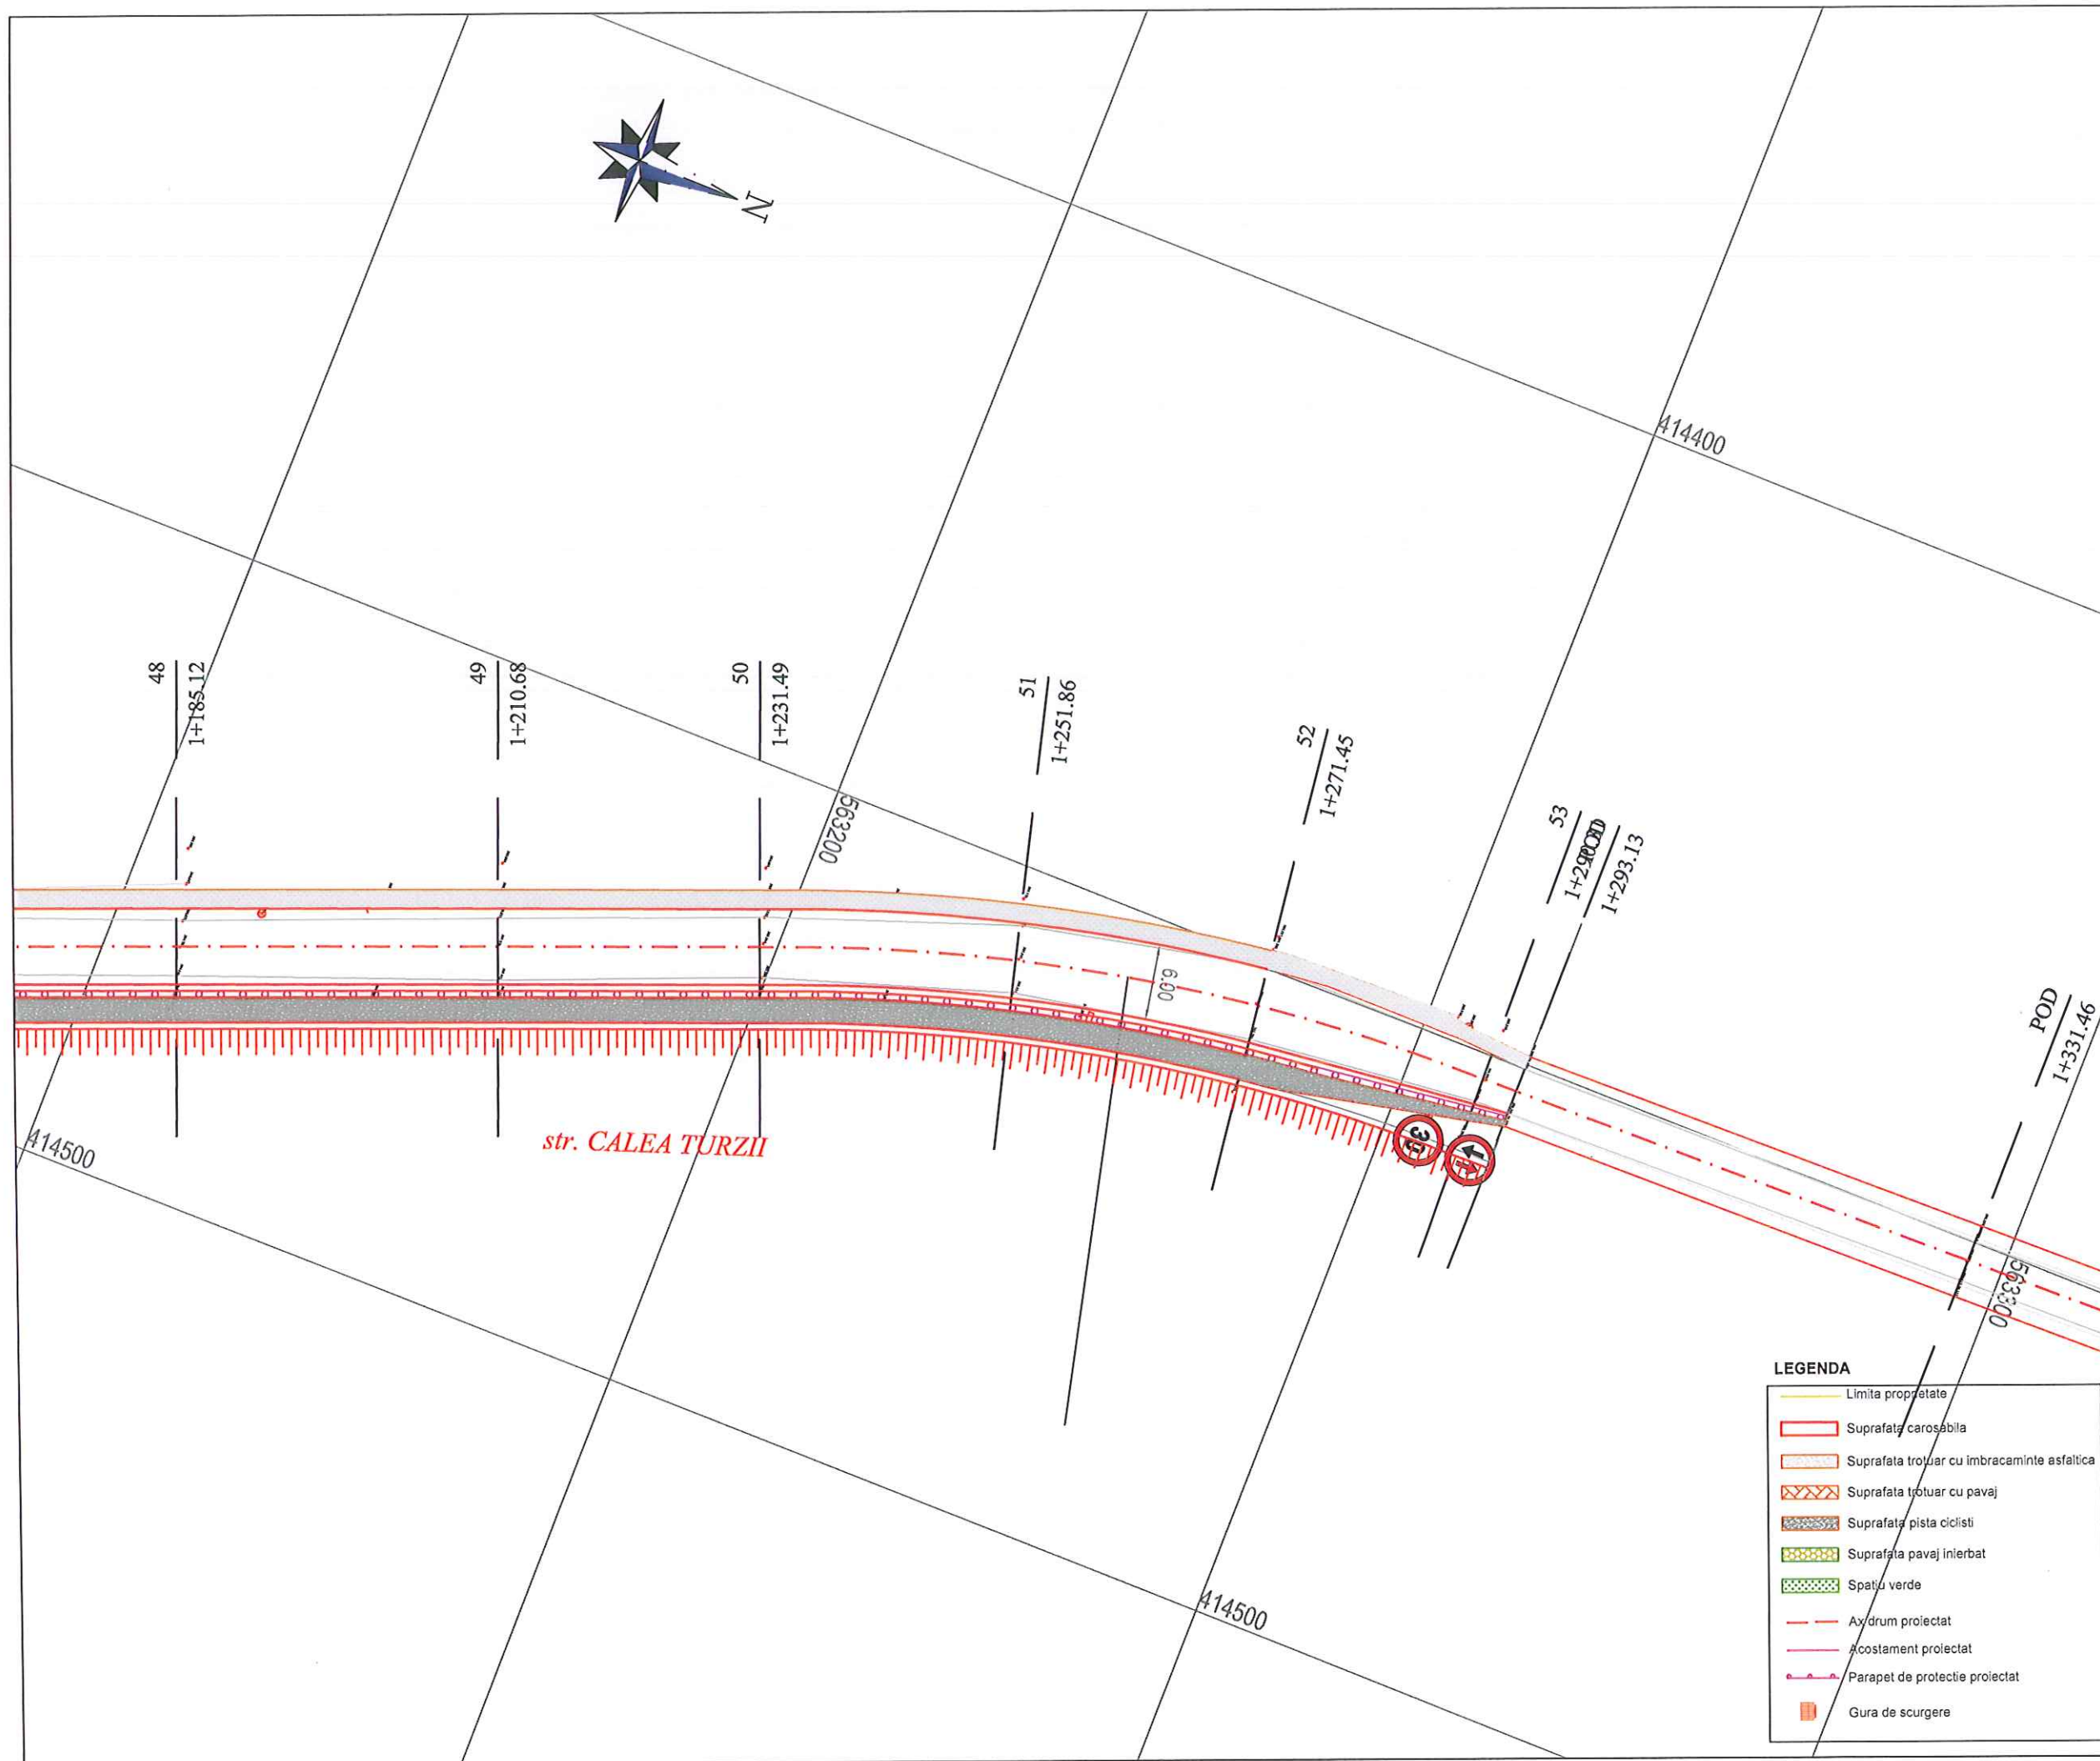 N
414400
48
1+185.12
49
1+210.68
50
1+231.49
51
1+251.86
52
1+271.45
53
POD
1+293.13
POD
1+331.46
563200
6.00
30
414500
str. CALEA TURZII
563300
414500
LEGENDA
Limita proprietate
Suprafata carosabila
Suprafata trotuar cu imbracaminte asfaltica
Suprafata trotuar cu pavaj
Suprafata pista ciclisti
Suprafata pavaj inierbat
Spatiu verde
Ax drum proiectat
Acostament proiectat
Parapet de protectie proiectat
Gura de scurgere